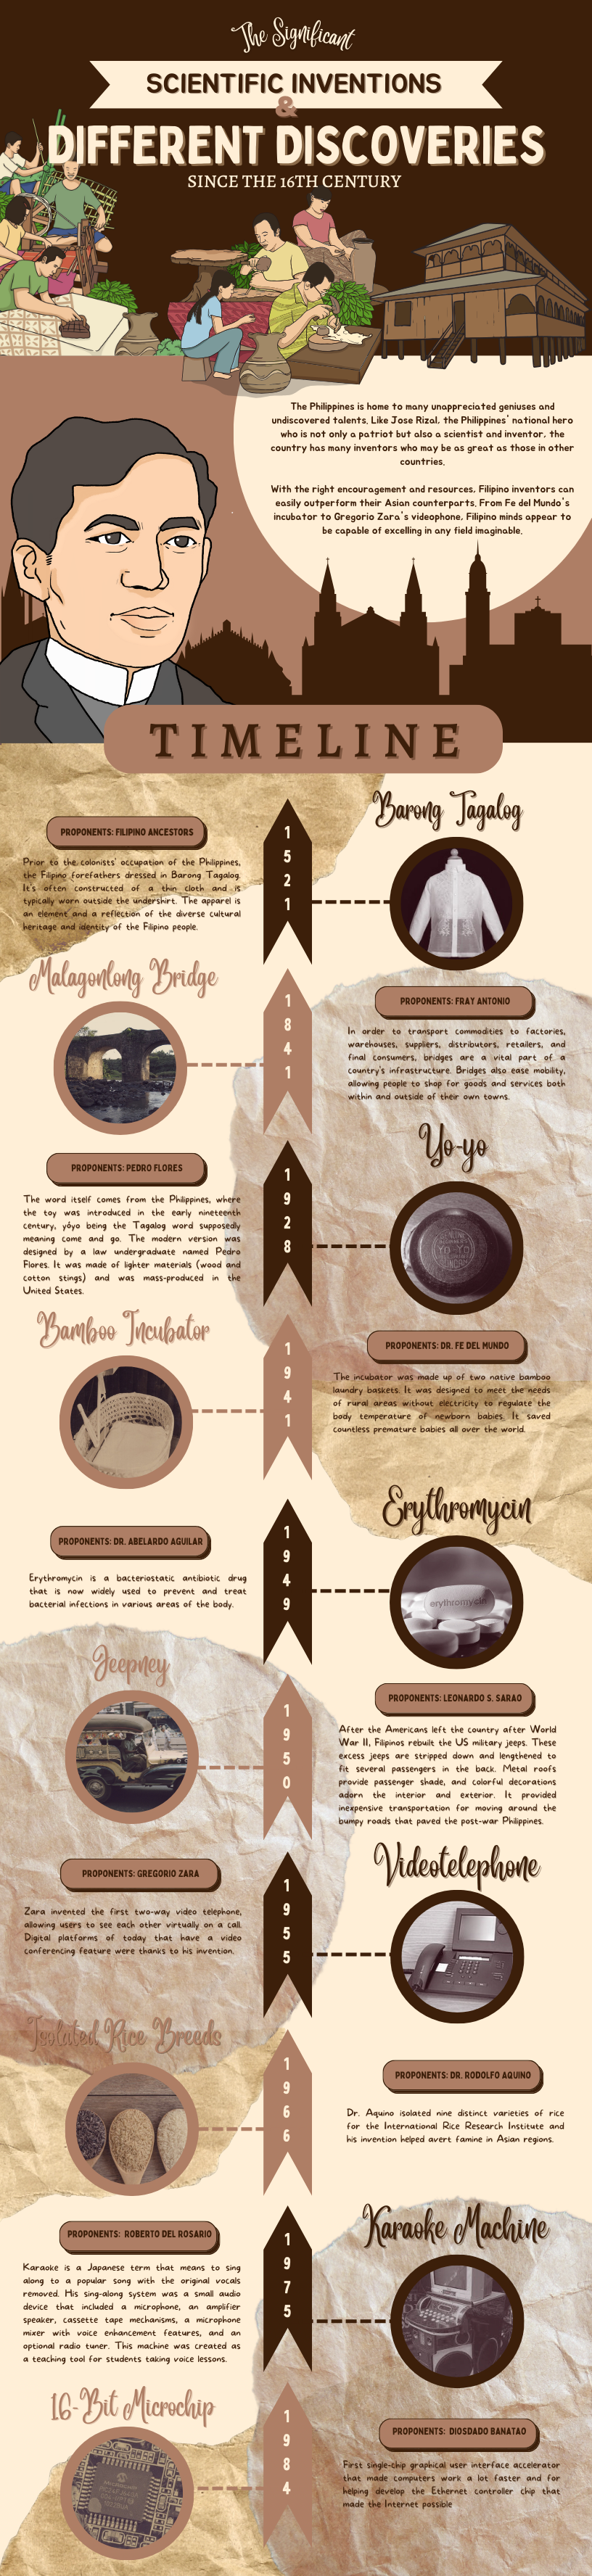 The Significant
SCIENTIFIC INVENTIONS
&
DIFFERENT DISCOVERIES
SINCE THE 16TH CENTURY
The Philippines is home to many unappreciated geniuses and
undiscovered talents. Like Jose Rizal, the Philippines' national hero
who is not only a patriot but also a scientist and inventor, the
country has many inventors who may be as great as those in other
countries.
With the right encouragement and resources, Filipino inventors can
easily outperform their Asian counterparts. From Fe del Mundo's
incubator to Gregorio Zara's videophone, Filipino minds appear to
be capable of excelling in any field imaginable.
TIMELINE
Barong Tagalog
1521
PROPONENTS: FILIPINO ANCESTORS
Prior to the colonists' occupation of the Philippines,
the Filipino forefathers dressed in Barong Tagalog.
It's often constructed of a thin cloth and is
typically worn outside the undershirt. The apparel is
an element and a reflection of the diverse cultural
heritage and identity of the Filipino people.
Malagonlong Bridge
1841
PROPONENTS: FRAY ANTONIO
In order to transport commodities to factories,
warehouses, suppliers, distributors, retailers, and
final consumers, bridges are a vital part of a
country's infrastructure. Bridges also ease mobility,
allowing people to shop for goods and services both
within and outside of their own towns.
Yo-yo
1928
PROPONENTS: PEDRO FLORES
The word itself comes from the Philippines, where
the toy was introduced in the early nineteenth
century, yóyo being the Tagalog word supposedly
meaning come and go. The modern version was
designed by a law undergraduate named Pedro
Flores. It was made of lighter materials (wood and
cotton stings) and was mass-produced in the
United States.
YO-YO
Bamboo Incubator
1941
PROPONENTS: DR. FE DEL MUNDO
The incubator was made up of two native bamboo
laundry baskets. It was designed to meet the needs
of rural areas without electricity to regulate the
body temperature of newborn babies. It saved
countless premature babies all over the world.
Erythromycin
1949
PROPONENTS: DR. ABELARDO AGUILAR
Erythromycin is a bacteriostatic antibiotic drug
that is now widely used to prevent and treat
bacterial infections in various areas of the body.
erythromycin
Jeepney
1950
PROPONENTS: LEONARDO S. SARAO
After the Americans left the country after World
War II, Filipinos rebuilt the US military jeeps. These
excess jeeps are stripped down and lengthened to
fit several passengers in the back. Metal roofs
provide passenger shade, and colorful decorations
adorn the interior and exterior. It provided
inexpensive transportation for moving around the
bumpy roads that paved the post-war Philippines.
Videotelephone
1955
PROPONENTS: GREGORIO ZARA
Zara invented the first two-way video telephone,
allowing users to see each other virtually on a call.
Digital platforms of today that have a video
conferencing feature were thanks to his invention.
Isolated Rice Breeds
1966
PROPONENTS: DR. RODOLFO AQUINO
Dr. Aquino isolated nine distinct varieties of rice
for the International Rice Research Institute and
his invention helped avert famine in Asian regions.
Karaoke Machine
1975
PROPONENTS: ROBERTO DEL ROSARIO
Karaoke is a Japanese term that means to sing
along to a popular song with the original vocals
removed. His sing-along system was a small audio
device that included a microphone, an amplifier
speaker, cassette tape mechanisms, a microphone
mixer with voice enhancement features, and an
optional radio tuner. This machine was created as
a teaching tool for students taking voice lessons.
16-Bit Microchip
1984
PROPONENTS: DIOSDADO BANATAO
First single-chip graphical user interface accelerator
that made computers work a lot faster and for
helping develop the Ethernet controller chip that
made the Internet possible